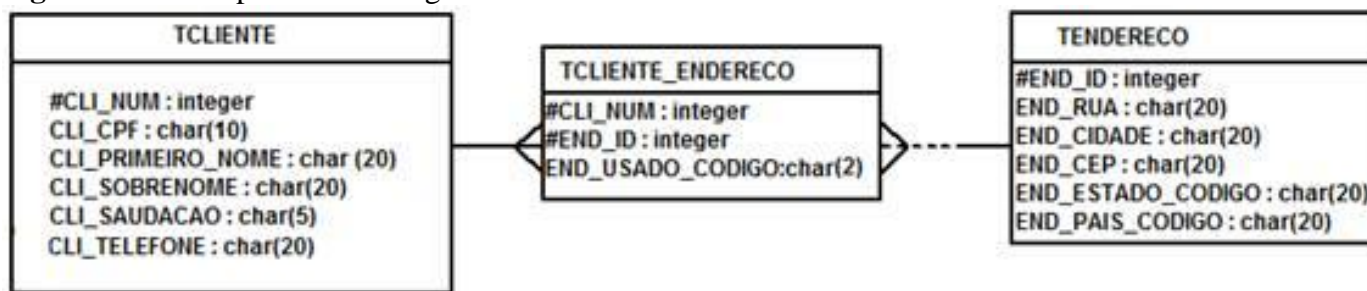 TCLIENTE
#CLI_NUM : integer
CLI_CPF : char(10)
CLI_PRIMEIRO_NOME : char (20)
CLI_SOBRENOME : char(20)
CLI_SAUDACAO : char(5)
CLI_TELEFONE : char(20)
TCLIENTE_ENDERECO
#CLI_NUM : integer
#END_ID : integer
END_USADO_CODIGO:char(2)
TENDERECO
#END_ID : integer
END_RUA : char(20)
END_CIDADE : char(20)
END_CEP : char(20)
END_ESTADO_CODIGO : char(20)
END_PAIS_CODIGO : char(20)